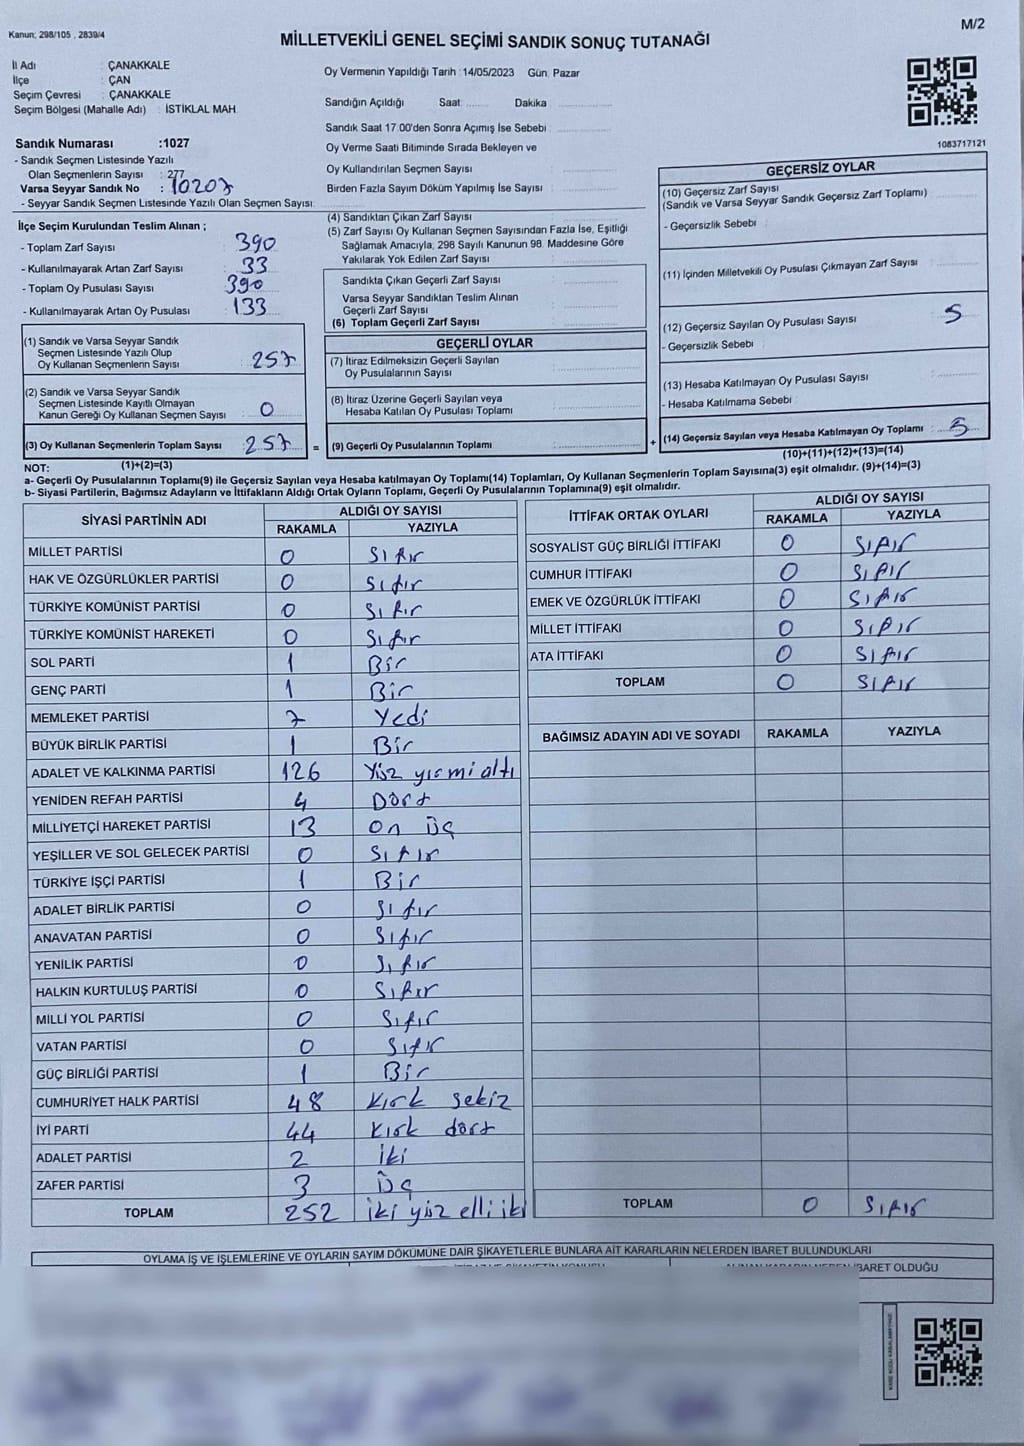 Kanun; 298/105 , 2839/4
M/2
MİLLETVEKİLİ GENEL SEÇİMİ SANDIK SONUÇ TUTANAĞI
İl Adı : ÇANAKKALE
İlçe : ÇAN
Seçim Çevresi : ÇANAKKALE
Seçim Bölgesi (Mahalle Adı) : İSTİKLAL MAH.
Sandık Numarası :1027
- Sandık Seçmen Listesinde Yazılı
Olan Seçmenlerin Sayısı : 277
Varsa Seyyar Sandık No : 10207
- Seyyar Sandık Seçmen Listesinde Yazılı Olan Seçmen Sayısı:
Oy Vermenin Yapıldığı Tarih :14/05/2023 Gün: Pazar
Sandığın Açıldığı Saat: Dakika
Sandık Saat 17.00'den Sonra Açımış İse Sebebi :
Oy Verme Saati Bitiminde Sırada Bekleyen ve
Oy Kullandırılan Seçmen Sayısı :
Birden Fazla Sayım Döküm Yapılmış İse Sayısı :
1083717121
İlçe Seçim Kurulundan Teslim Alınan ;
- Toplam Zarf Sayısı : 390
- Kullanılmayarak Artan Zarf Sayısı : 33
- Toplam Oy Pusulası Sayısı : 390
- Kullanılmayarak Artan Oy Pusulası : 133
(1) Sandık ve Varsa Seyyar Sandık
Seçmen Listesinde Yazılı Olup
Oy Kullanan Seçmenlerin Sayısı : 257
(2) Sandık ve Varsa Seyyar Sandık
Seçmen Listesinde Kayıtlı Olmayan
Kanun Gereği Oy Kullanan Seçmen Sayısı : 0
(3) Oy Kullanan Seçmenlerin Toplam Sayısı : 257 =
(1)+(2)=(3)
(4) Sandıktan Çıkan Zarf Sayısı :
(5) Zarf Sayısı Oy Kullanan Seçmen Sayısından Fazla İse, Eşitliği
Sağlamak Amacıyla, 298 Sayılı Kanunun 98. Maddesine Göre
Yakılarak Yok Edilen Zarf Sayısı :
Sandıkta Çıkan Geçerli Zarf Sayısı :
Varsa Seyyar Sandıktan Teslim Alınan
Geçerli Zarf Sayısı :
(6) Toplam Geçerli Zarf Sayısı :
GEÇERLİ OYLAR
(7) İtiraz Edilmeksizin Geçerli Sayılan
Oy Pusulalarının Sayısı :
(8) İtiraz Üzerine Geçerli Sayılan veya
Hesaba Katılan Oy Pusulası Toplamı :
(9) Geçerli Oy Pusulalarının Toplamı : +
GEÇERSİZ OYLAR
(10) Geçersiz Zarf Sayısı
(Sandık ve Varsa Seyyar Sandık Geçersiz Zarf Toplamı) :
- Geçersizlik Sebebi :
(11) İçinden Milletvekili Oy Pusulası Çıkmayan Zarf Sayısı :
(12) Geçersiz Sayılan Oy Pusulası Sayısı : 5
- Geçersizlik Sebebi :
(13) Hesaba Katılmayan Oy Pusulası Sayısı :
- Hesaba Katılmama Sebebi :
(14) Geçersiz Sayılan veya Hesaba Katılmayan Oy Toplamı : 5
(10)+(11)+(12)+(13)=(14)
NOT:
a- Geçerli Oy Pusulalarının Toplamı(9) ile Geçersiz Sayılan veya Hesaba katılmayan Oy Toplamı(14) Toplamları, Oy Kullanan Seçmenlerin Toplam Sayısına(3) eşit olmalıdır. (9)+(14)=(3)
b- Siyasi Partilerin, Bağımsız Adayların ve İttifakların Aldığı Ortak Oyların Toplamı, Geçerli Oy Pusulalarının Toplamına(9) eşit olmalıdır.
SİYASİ PARTİNİN ADI ALDIĞI OY SAYISI
RAKAMLA YAZIYLA
MİLLET PARTİSİ 0 Sıfır
HAK VE ÖZGÜRLÜKLER PARTİSİ 0 Sıfır
TÜRKİYE KOMÜNİST PARTİSİ 0 Sıfır
TÜRKİYE KOMÜNİST HAREKETİ 0 Sıfır
SOL PARTİ 1 Bir
GENÇ PARTİ 1 Bir
MEMLEKET PARTİSİ 7 Yedi
BÜYÜK BİRLİK PARTİSİ 1 Bir
ADALET VE KALKINMA PARTİSİ 126 Yüz yirmi altı
YENİDEN REFAH PARTİSİ 4 Dört
MİLLİYETÇİ HAREKET PARTİSİ 13 On üç
YEŞİLLER VE SOL GELECEK PARTİSİ 0 Sıfır
TÜRKİYE İŞÇİ PARTİSİ 1 Bir
ADALET BİRLİK PARTİSİ 0 Sıfır
ANAVATAN PARTİSİ 0 Sıfır
YENİLİK PARTİSİ 0 Sıfır
HALKIN KURTULUŞ PARTİSİ 0 Sıfır
MİLLİ YOL PARTİSİ 0 Sıfır
VATAN PARTİSİ 0 Sıfır
GÜÇ BİRLİĞİ PARTİSİ 1 Bir
CUMHURİYET HALK PARTİSİ 48 Kırk sekiz
İYİ PARTİ 44 Kırk dört
ADALET PARTİSİ 2 İki
ZAFER PARTİSİ 3 Üç
TOPLAM 252 iki yüz elli iki
İTTİFAK ORTAK OYLARI ALDIĞI OY SAYISI
RAKAMLA YAZIYLA
SOSYALİST GÜÇ BİRLİĞİ İTTİFAKI 0 Sıfır
CUMHUR İTTİFAKI 0 Sıfır
EMEK VE ÖZGÜRLÜK İTTİFAKI 0 Sıfır
MİLLET İTTİFAKI 0 Sıfır
ATA İTTİFAKI 0 Sıfır
TOPLAM 0 Sıfır
BAĞIMSIZ ADAYIN ADI VE SOYADI RAKAMLA YAZIYLA
TOPLAM 0 Sıfır
OYLAMA İŞ VE İŞLEMLERİNE VE OYLARIN SAYIM DÖKÜMÜNE DAİR ŞİKAYETLERLE BUNLARA AİT KARARLARIN NELERDEN İBARET BULUNDUKLARI
İBARET OLDUĞU